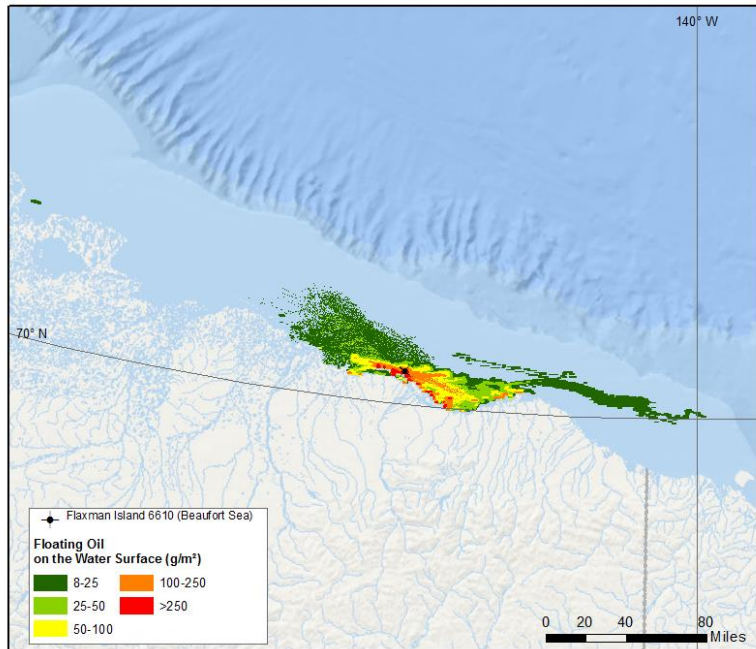 140° W
70° N
Flaxman Island 6610 (Beaufort Sea)
Floating Oil
on the Water Surface (g/m²)
8-25
100-250
25-50
>250
50-100
0 20 40 80
Miles